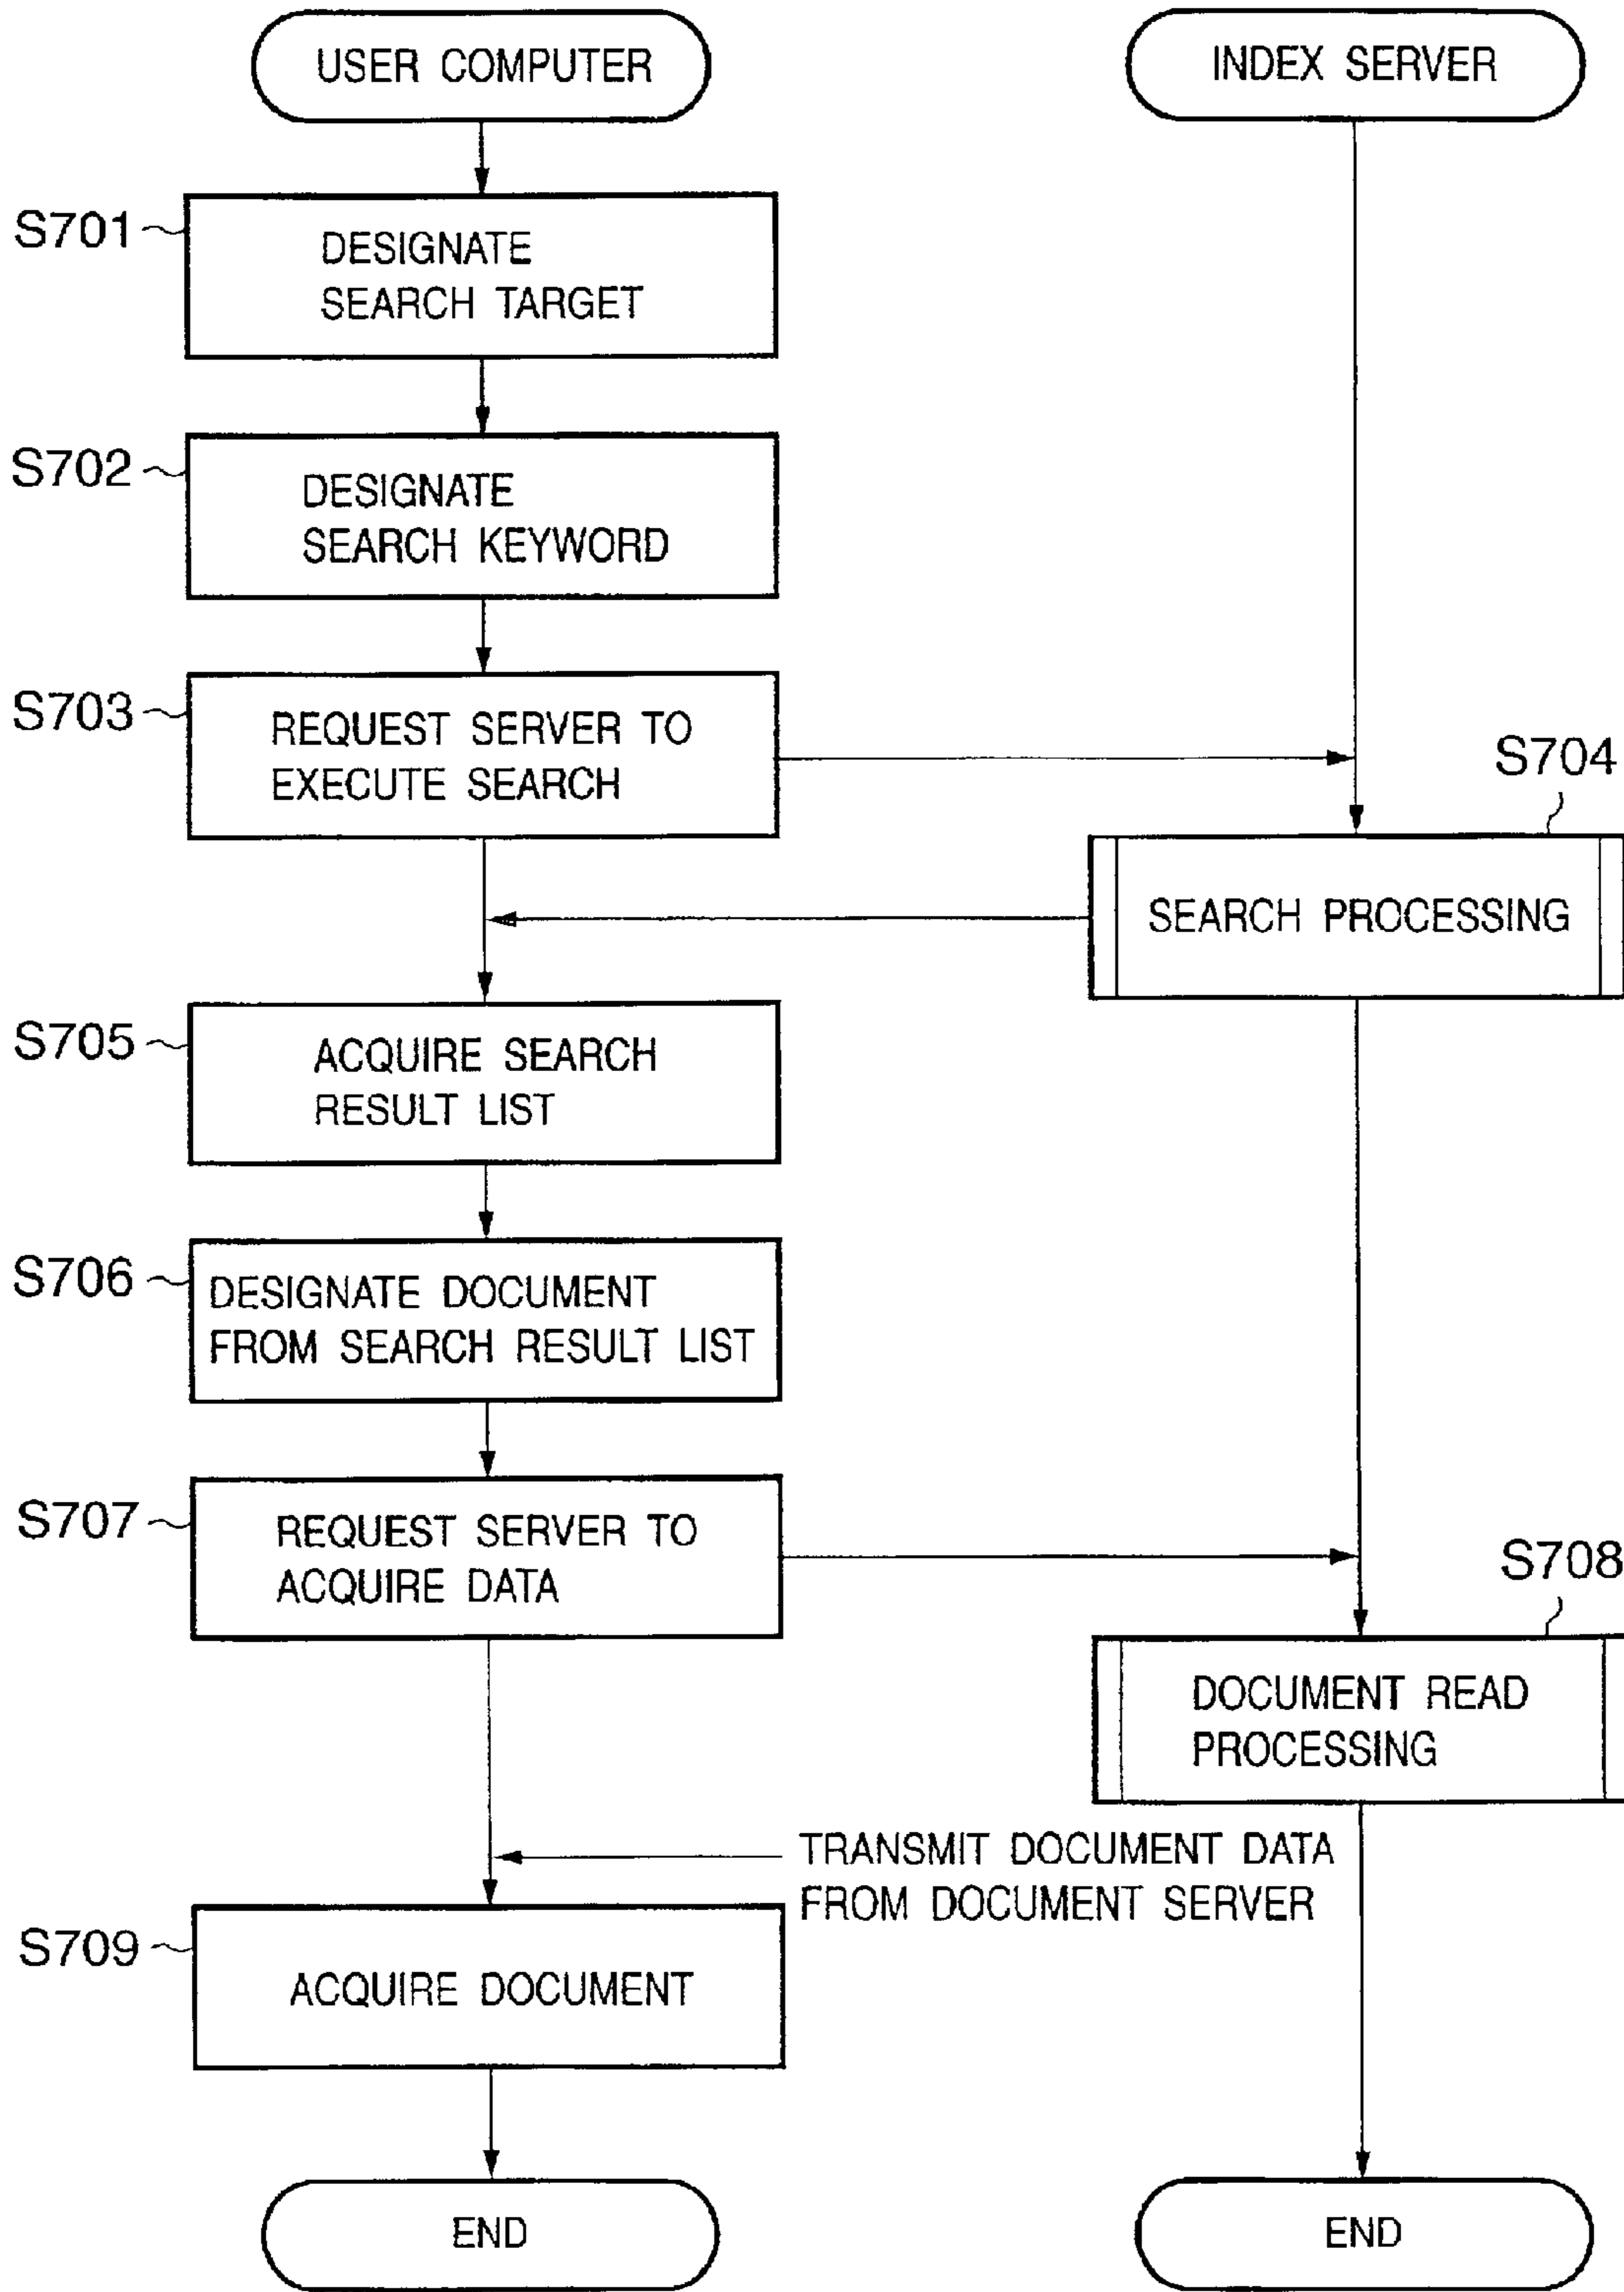 USER COMPUTER
INDEX SERVER
S701
DESIGNATE
SEARCH TARGET
S702
DESIGNATE
SEARCH KEYWORD
S703
REQUEST SERVER TO
EXECUTE SEARCH
S704
SEARCH PROCESSING
S705
ACQUIRE SEARCH
RESULT LIST
S706
DESIGNATE DOCUMENT
FROM SEARCH RESULT LIST
S707
REQUEST SERVER TO
ACQUIRE DATA
S708
DOCUMENT READ
PROCESSING
TRANSMIT DOCUMENT DATA
FROM DOCUMENT SERVER
S709
ACQUIRE DOCUMENT
END
END